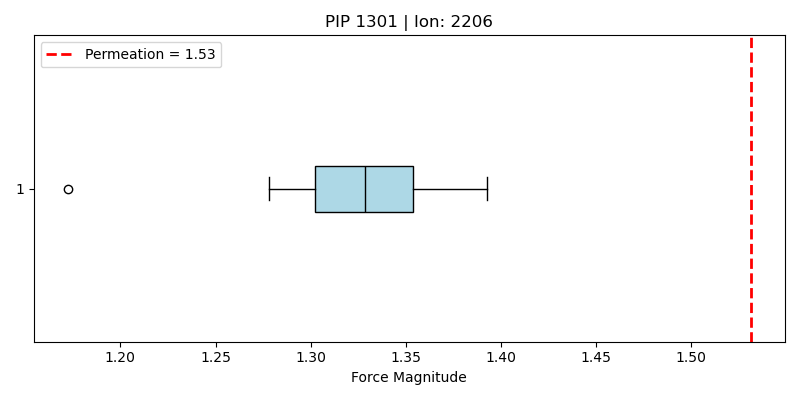 PIP 1301 | Ion: 2206
Permeation = 1.53
1
1.20 1.25 1.30 1.35 1.40 1.45 1.50
Force Magnitude